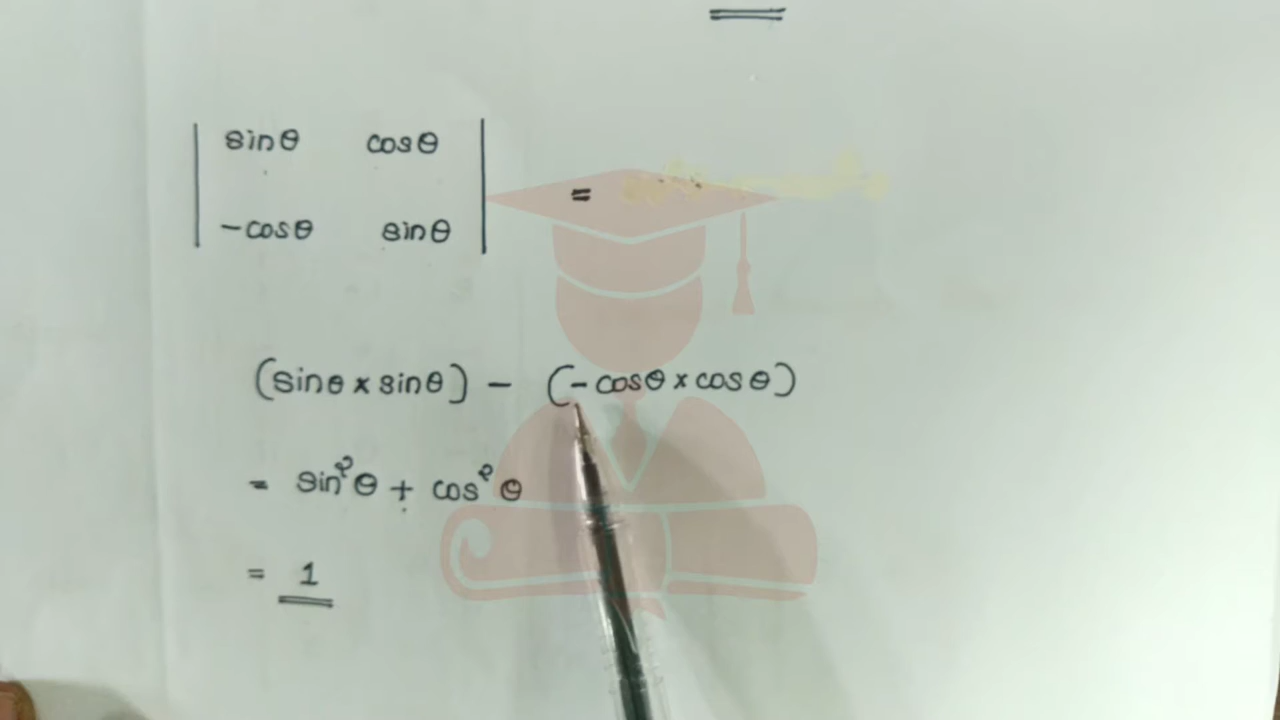 | sinθ cosθ |
| -cosθ sinθ | =
(sinθ × sinθ) - (-cosθ × cosθ)
= sin²θ + cos²θ
= 1